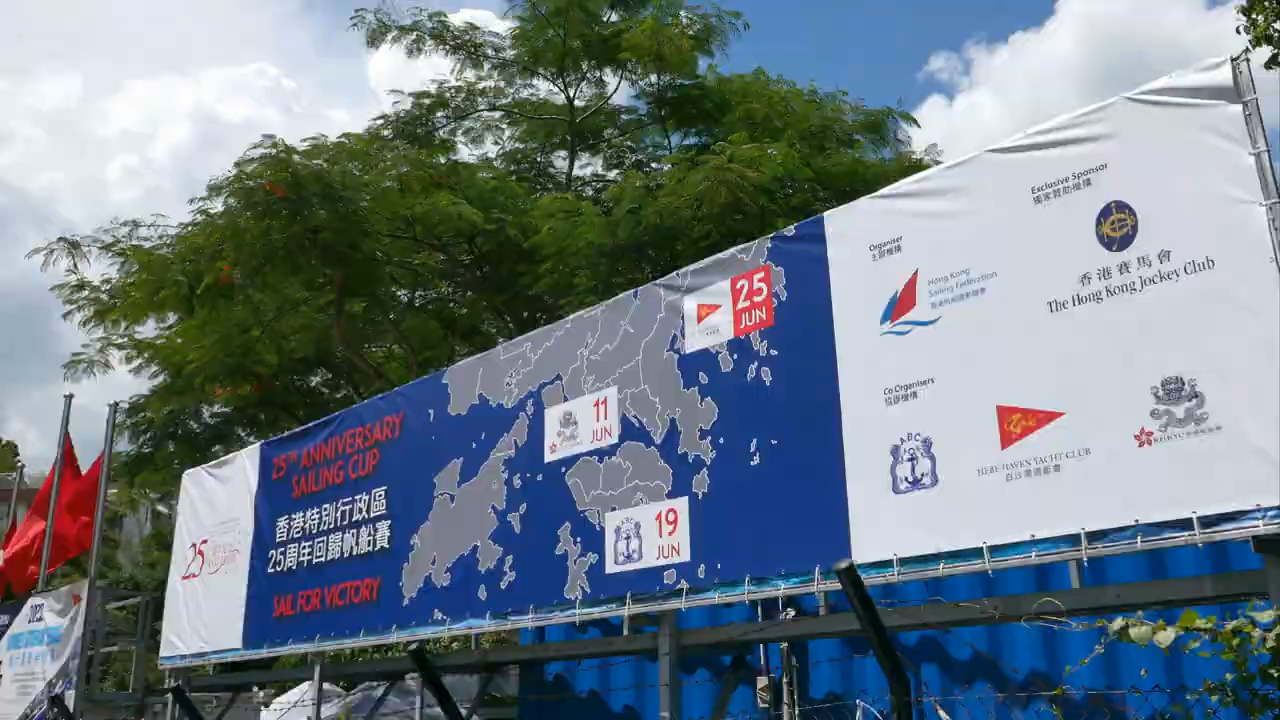 25TH ANNIVERSARY
SAILING CUP
香港特別行政區
25周年回歸帆船賽
SAIL FOR VICTORY
25
25
JUN
11
JUN
ABC
19
JUN
Organiser
主辦機構
Hong Kong
Sailing Federation
Exclusive Sponsor
獨家贊助機構
香港賽馬會
The Hong Kong Jockey Club
Co Organisers
協辦機構
ABC
HEBE HAVEN YACHT CLUB
白沙灣遊艇會
RHKYC